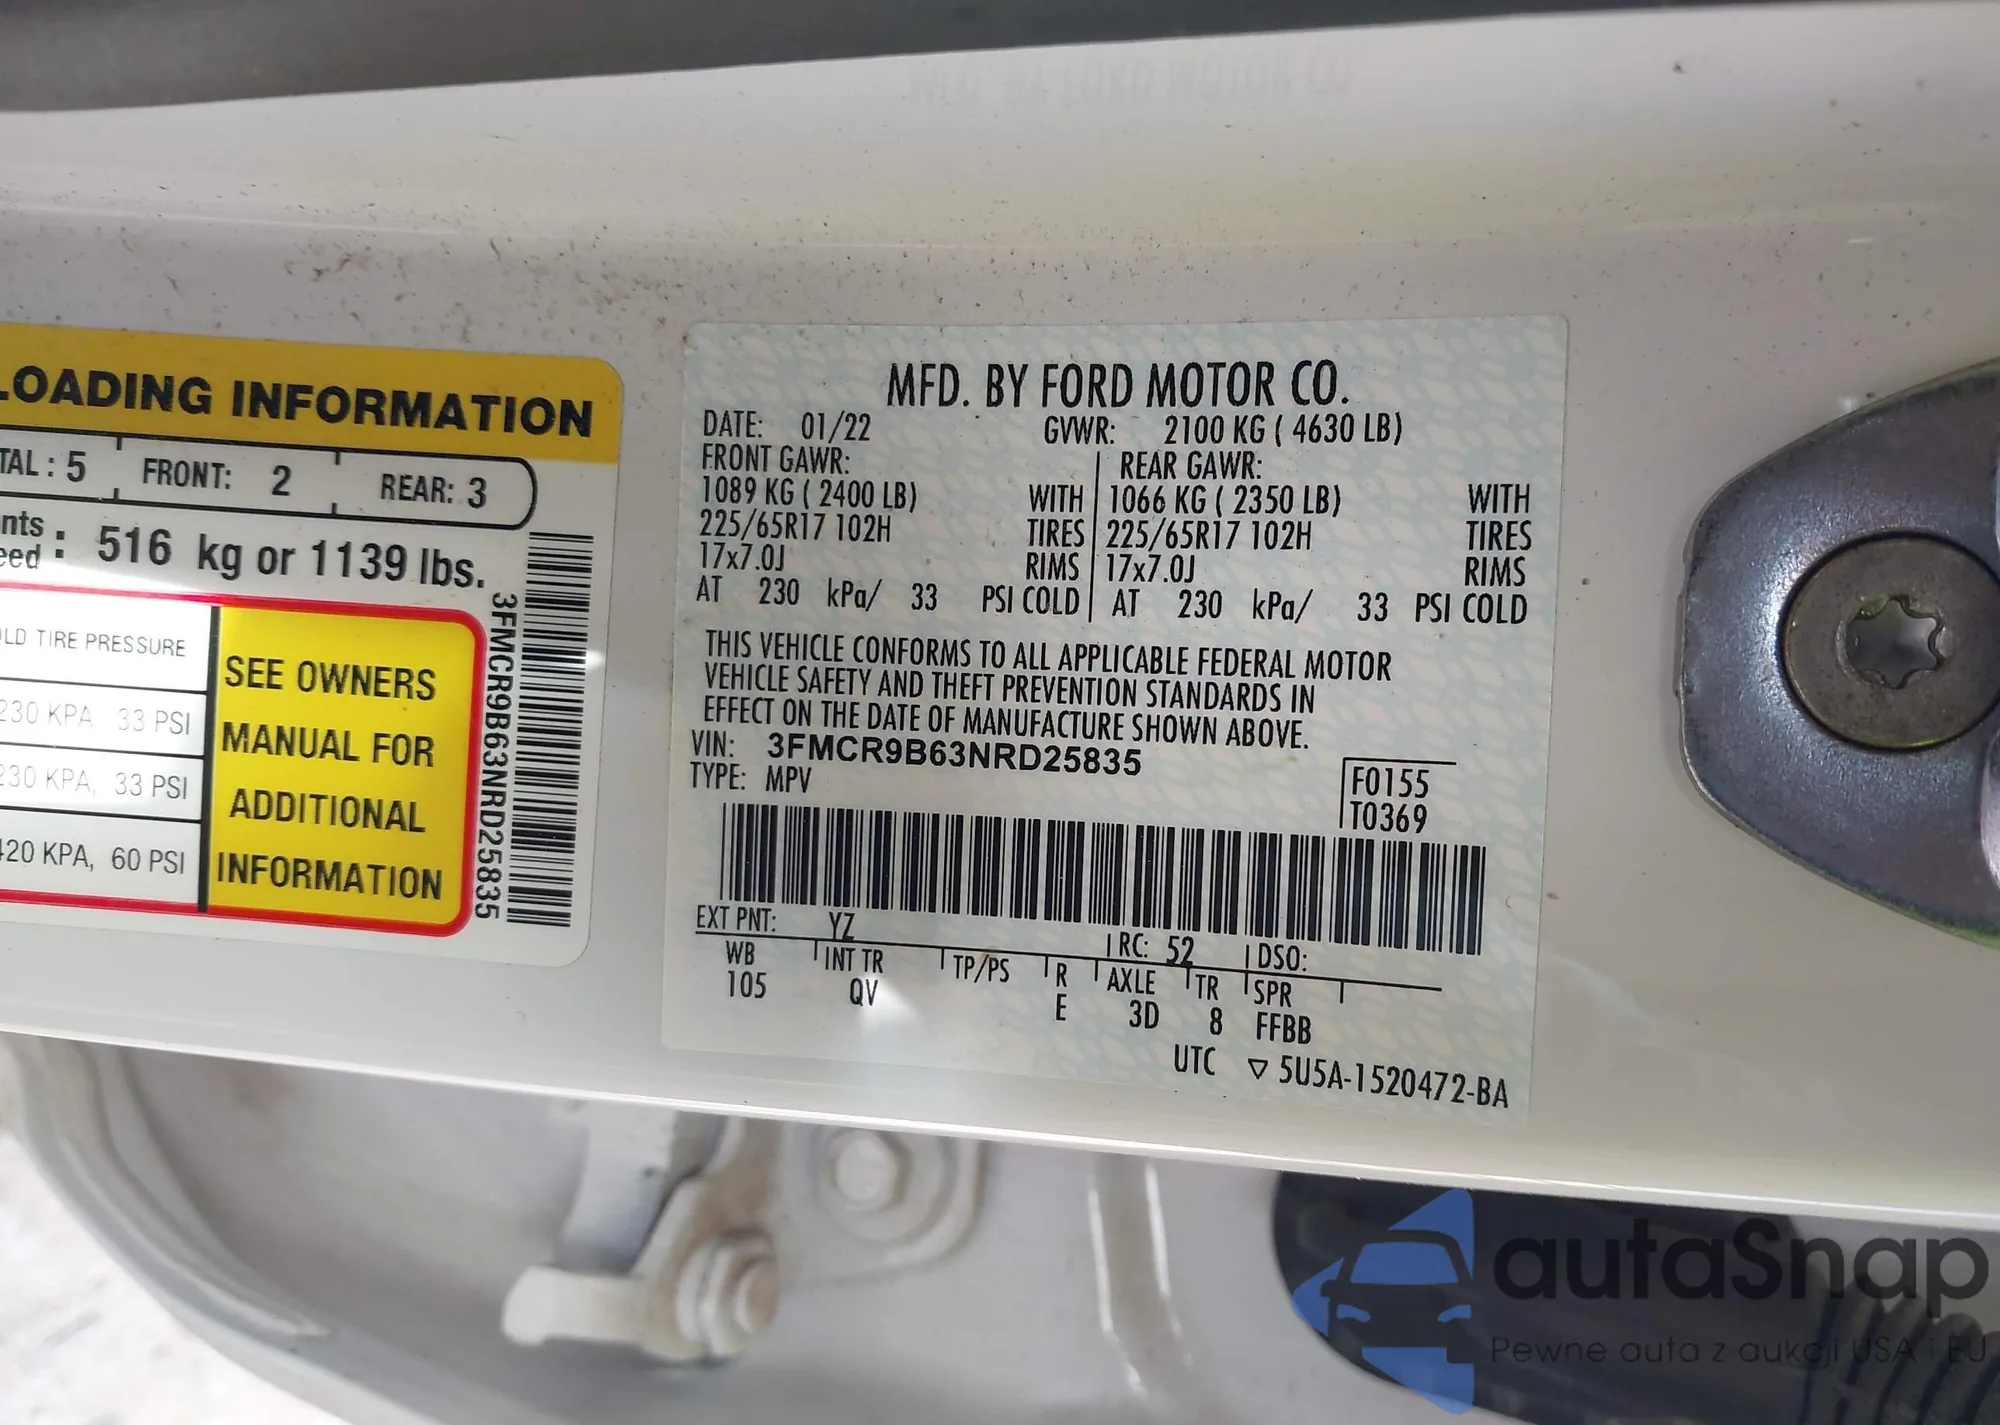 LOADING INFORMATION
TAL : 5 FRONT: 2 REAR: 3
nts
eed : 516 kg or 1139 lbs.
LD TIRE PRESSURE
230 KPA, 33 PSI
230 KPA, 33 PSI
420 KPA, 60 PSI
SEE OWNERS
MANUAL FOR
ADDITIONAL
INFORMATION
3FMCR9B63NRD25835
MFD. BY FORD MOTOR CO.
DATE: 01/22 GVWR: 2100 KG ( 4630 LB)
FRONT GAWR: REAR GAWR:
1089 KG ( 2400 LB) WITH 1066 KG ( 2350 LB) WITH
225/65R17 102H TIRES 225/65R17 102H TIRES
17x7.0J RIMS 17x7.0J RIMS
AT 230 kPa/ 33 PSI COLD AT 230 kPa/ 33 PSI COLD
THIS VEHICLE CONFORMS TO ALL APPLICABLE FEDERAL MOTOR
VEHICLE SAFETY AND THEFT PREVENTION STANDARDS IN
EFFECT ON THE DATE OF MANUFACTURE SHOWN ABOVE.
VIN: 3FMCR9B63NRD25835
TYPE: MPV
F0155
T0369
EXT PNT: YZ RC: 52 DSO:
WB INT TR TP/PS R AXLE TR SPR
105 QV E 3D 8 FFBB
UTC ▽ 5U5A-1520472-BA
autaSnap
Pewne auta z aukcji USA i EU